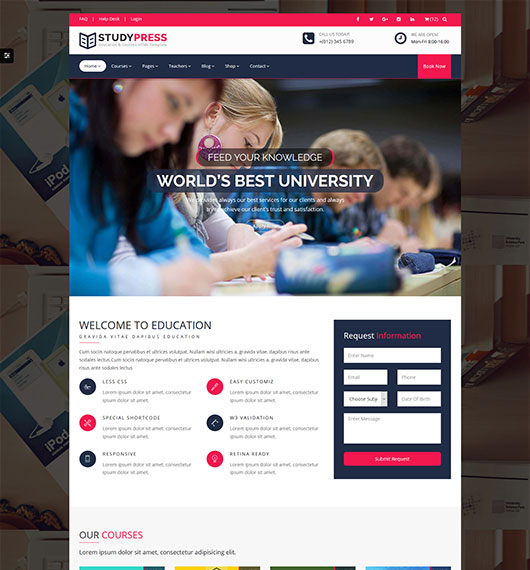 FAQ | Help Desk | Login
(12)
STUDYPRESS
Education & Courses HTML Template
CALL US TODAY!
+(012) 345 6789
WE ARE OPEN!
Mon-Fri 8:00-16:00
Home Courses Pages Teachers Blog Shop Contact
Book Now
FEED YOUR KNOWLEDGE
WORLD'S BEST UNIVERSITY
We provides always our best services for our clients and always
try to achieve our client's trust and satisfaction.
WELCOME TO EDUCATION
GRAVIDA VITAE DAPIBUS EDUCATION
Cum sociis natoque penatibus et ultrices volutpat. Nullam wisi ultricies a, gravida vitae, dapibus risus ante
sodales lectus.Cum sociis natoque penatibus et ultrices volutpat. Nullam wisi ultricies a, gravida vitae, dapibus
risus ante sodales lectus
LESS CSS
Lorem ipsum dolor sit amet, consectetur
ipsum dolor sit amet.
EASY CUSTOMIZ
Lorem ipsum dolor sit amet, consectetur
ipsum dolor sit amet.
SPECIAL SHORTCODE
Lorem ipsum dolor sit amet, consectetur
ipsum dolor sit amet.
W3 VALIDATION
Lorem ipsum dolor sit amet, consectetur
ipsum dolor sit amet.
RESPONSIVE
Lorem ipsum dolor sit amet, consectetur
ipsum dolor sit amet.
RETINA READY
Lorem ipsum dolor sit amet, consectetur
ipsum dolor sit amet.
Request Information
Enter Name
Email
Phone
Choose Subj
Date Of Birth
Enter Message
Submit Request
OUR COURSES
Lorem ipsum dolor sit amet, consectetur adipisicing elit.
iPod
iPod